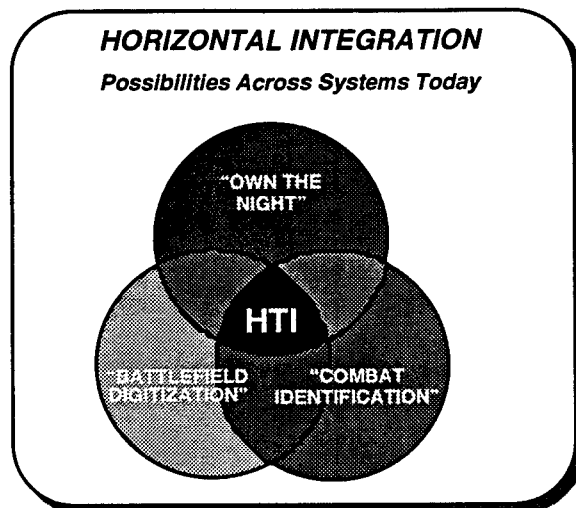 HORIZONTAL INTEGRATION
Possibilities Across Systems Today
"OWN THE
NIGHT"
HTI
"BATTLEFIELD
DIGITIZATION"
"COMBAT
IDENTIFICATION"